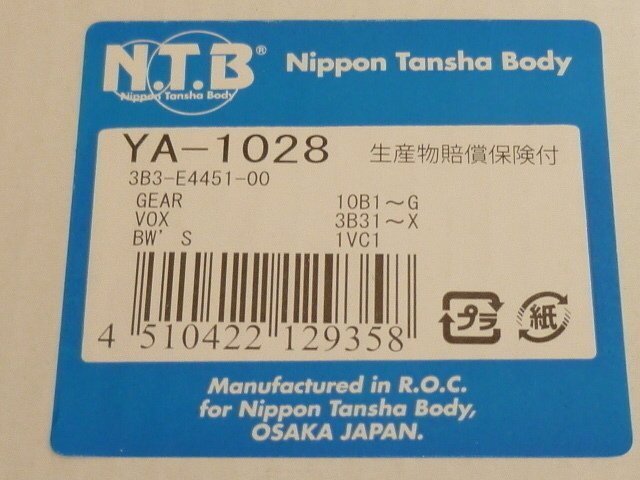 N.T.B® Nippon Tansha Body
Nippon Tansha Body
YA-1028 生産物賠償保険付
3B3-E4451-00
GEAR 10B1～G
VOX 3B31～X
BW'S 1VC1
4 510422 129358
プラ 紙
Manufactured in R.O.C.
for Nippon Tansha Body,
OSAKA JAPAN.